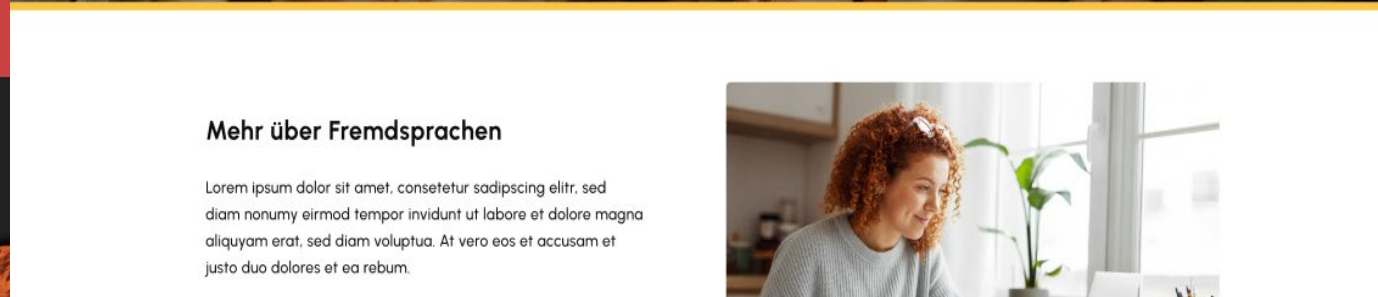 Mehr über Fremdsprachen
Lorem ipsum dolor sit amet, consetetur sadipscing elitr, sed
diam nonumy eirmod tempor invidunt ut labore et dolore magna
aliquyam erat, sed diam voluptua. At vero eos et accusam et
justo duo dolores et ea rebum.